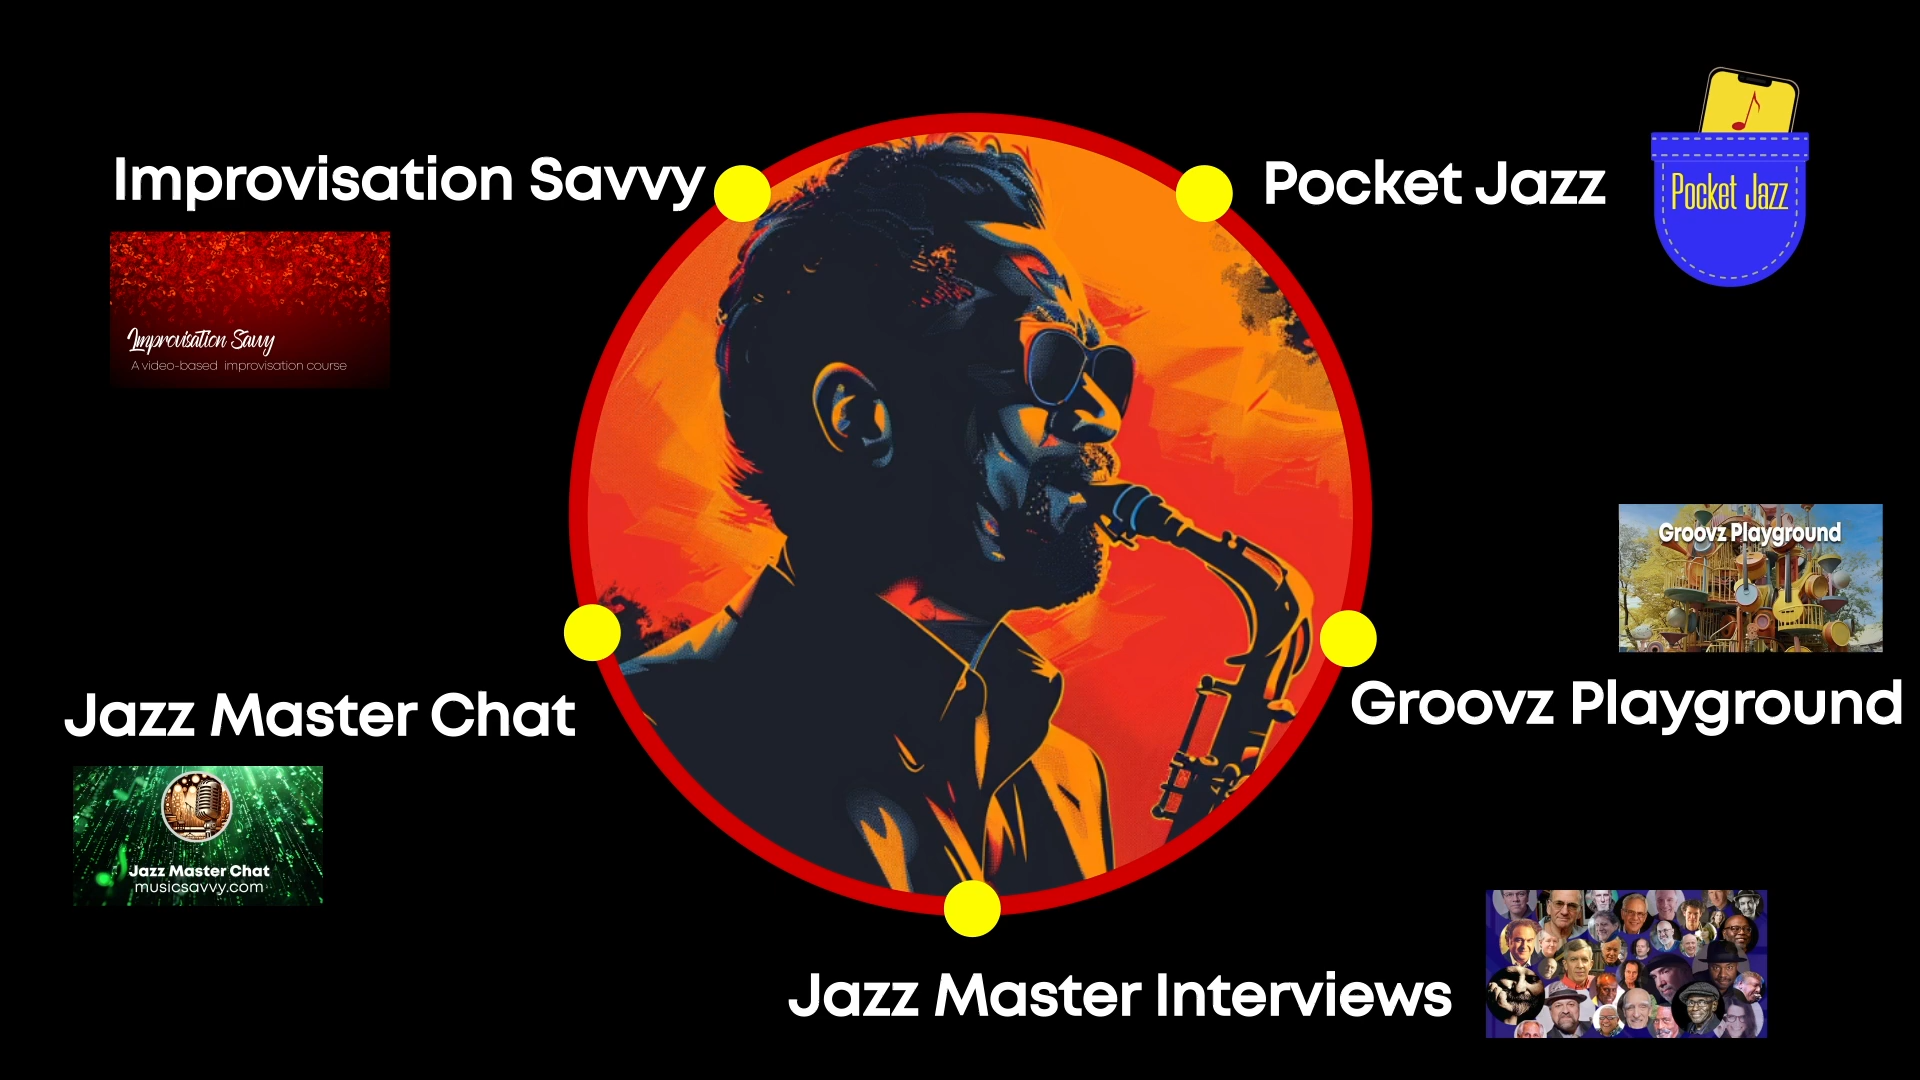 Improvisation Savvy
Improvisation Savvy
A video-based improvisation course
Pocket Jazz
Pocket Jazz
Groovz Playground
Groovz Playground
Jazz Master Chat
Jazz Master Chat
musicsavvy.com
Jazz Master Interviews